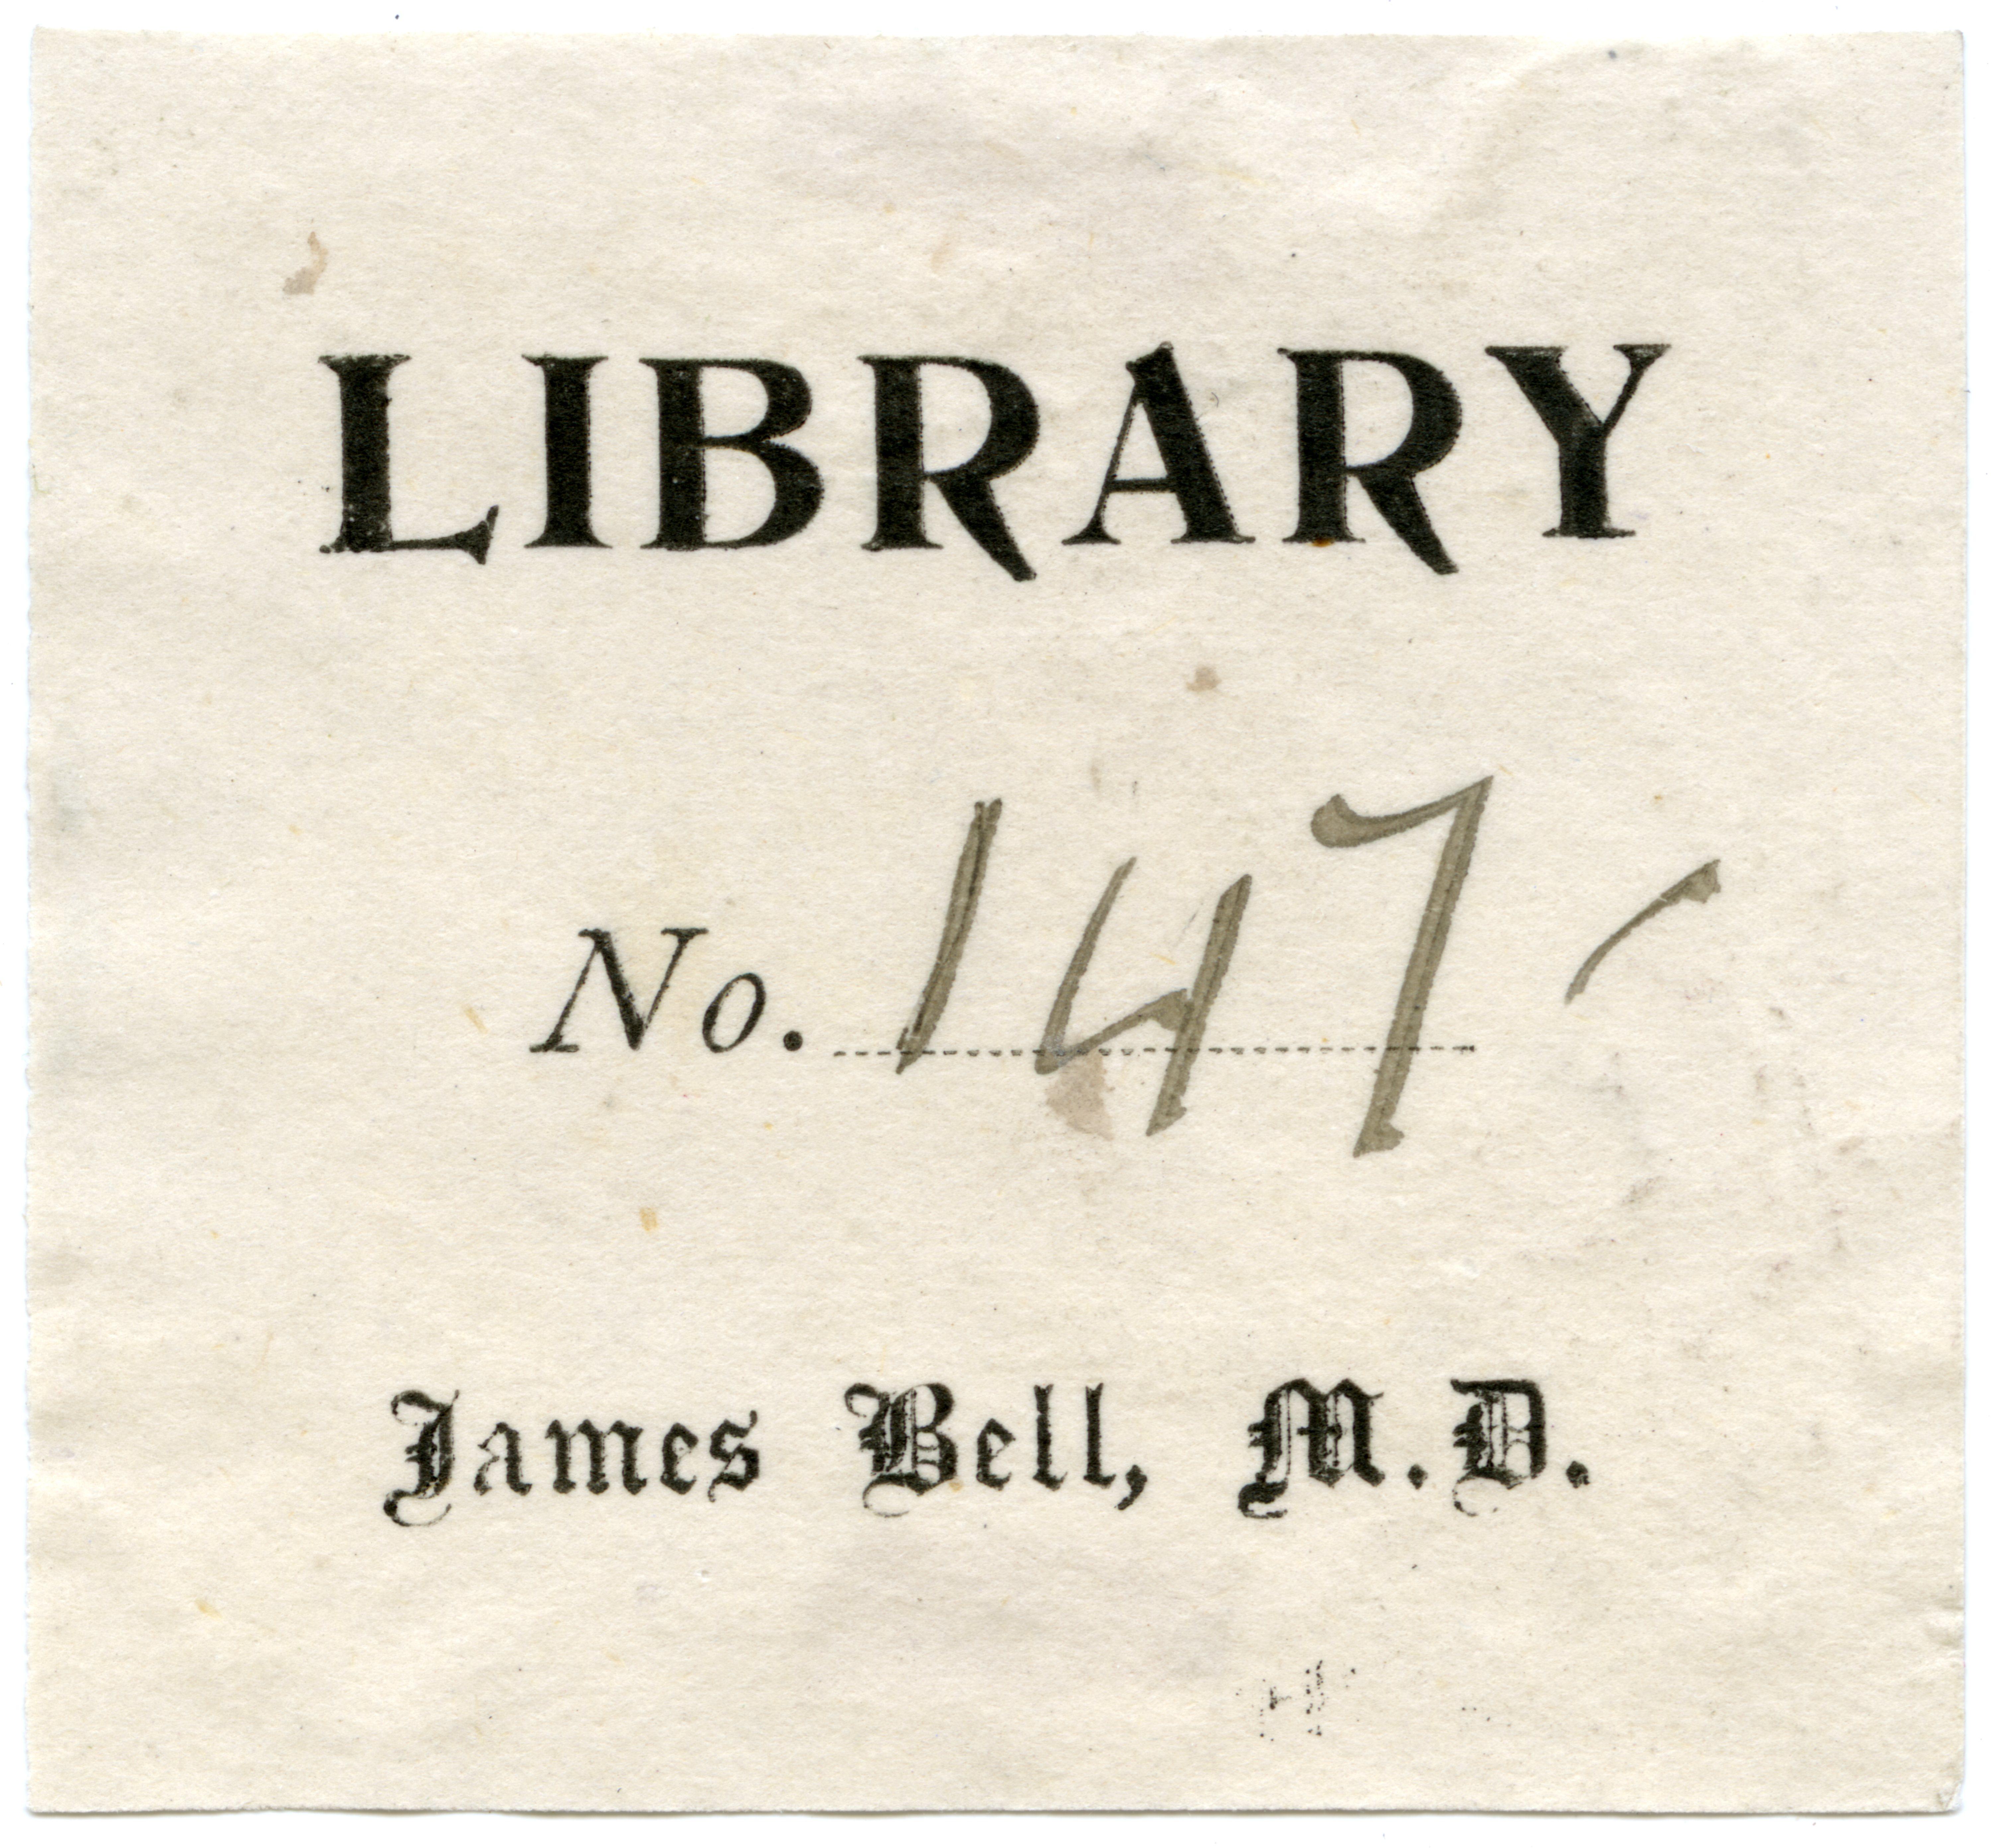 LIBRARY
No. 147
James Bell, M.D.